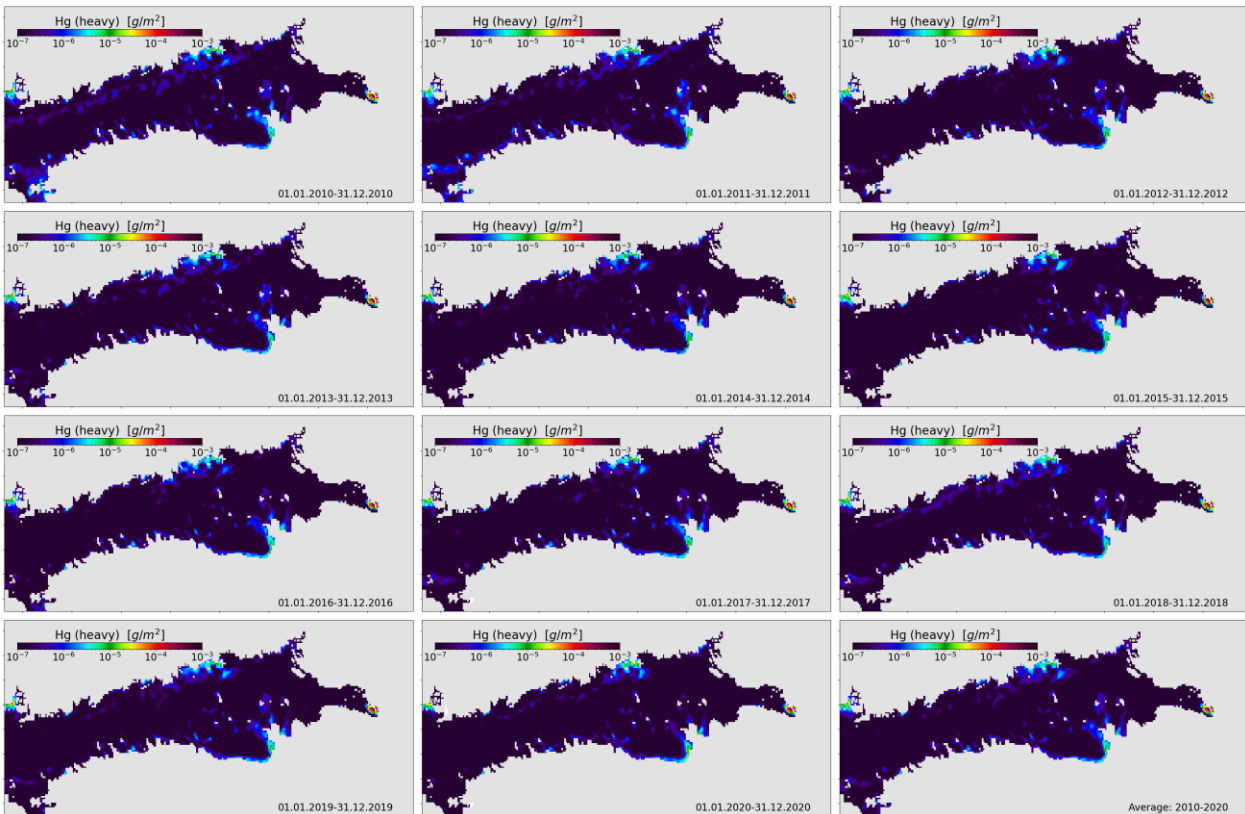 Hg (heavy) [g/m²]
10⁻⁷ 10⁻⁶ 10⁻⁵ 10⁻⁴ 10⁻³
01.01.2010-31.12.2010
Hg (heavy) [g/m²]
10⁻⁷ 10⁻⁶ 10⁻⁵ 10⁻⁴ 10⁻³
01.01.2011-31.12.2011
Hg (heavy) [g/m²]
10⁻⁷ 10⁻⁶ 10⁻⁵ 10⁻⁴ 10⁻³
01.01.2012-31.12.2012
Hg (heavy) [g/m²]
10⁻⁷ 10⁻⁶ 10⁻⁵ 10⁻⁴ 10⁻³
01.01.2013-31.12.2013
Hg (heavy) [g/m²]
10⁻⁷ 10⁻⁶ 10⁻⁵ 10⁻⁴ 10⁻³
01.01.2014-31.12.2014
Hg (heavy) [g/m²]
10⁻⁷ 10⁻⁶ 10⁻⁵ 10⁻⁴ 10⁻³
01.01.2015-31.12.2015
Hg (heavy) [g/m²]
10⁻⁷ 10⁻⁶ 10⁻⁵ 10⁻⁴ 10⁻³
01.01.2016-31.12.2016
Hg (heavy) [g/m²]
10⁻⁷ 10⁻⁶ 10⁻⁵ 10⁻⁴ 10⁻³
01.01.2017-31.12.2017
Hg (heavy) [g/m²]
10⁻⁷ 10⁻⁶ 10⁻⁵ 10⁻⁴ 10⁻³
01.01.2018-31.12.2018
Hg (heavy) [g/m²]
10⁻⁷ 10⁻⁶ 10⁻⁵ 10⁻⁴ 10⁻³
01.01.2019-31.12.2019
Hg (heavy) [g/m²]
10⁻⁷ 10⁻⁶ 10⁻⁵ 10⁻⁴ 10⁻³
01.01.2020-31.12.2020
Hg (heavy) [g/m²]
10⁻⁷ 10⁻⁶ 10⁻⁵ 10⁻⁴ 10⁻³
Average: 2010-2020